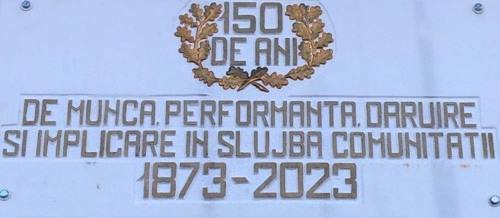 150
DE ANI
DE MUNCA, PERFORMANTA, DARUIRE
SI IMPLICARE IN SLUJBA COMUNITATII
1873-2023